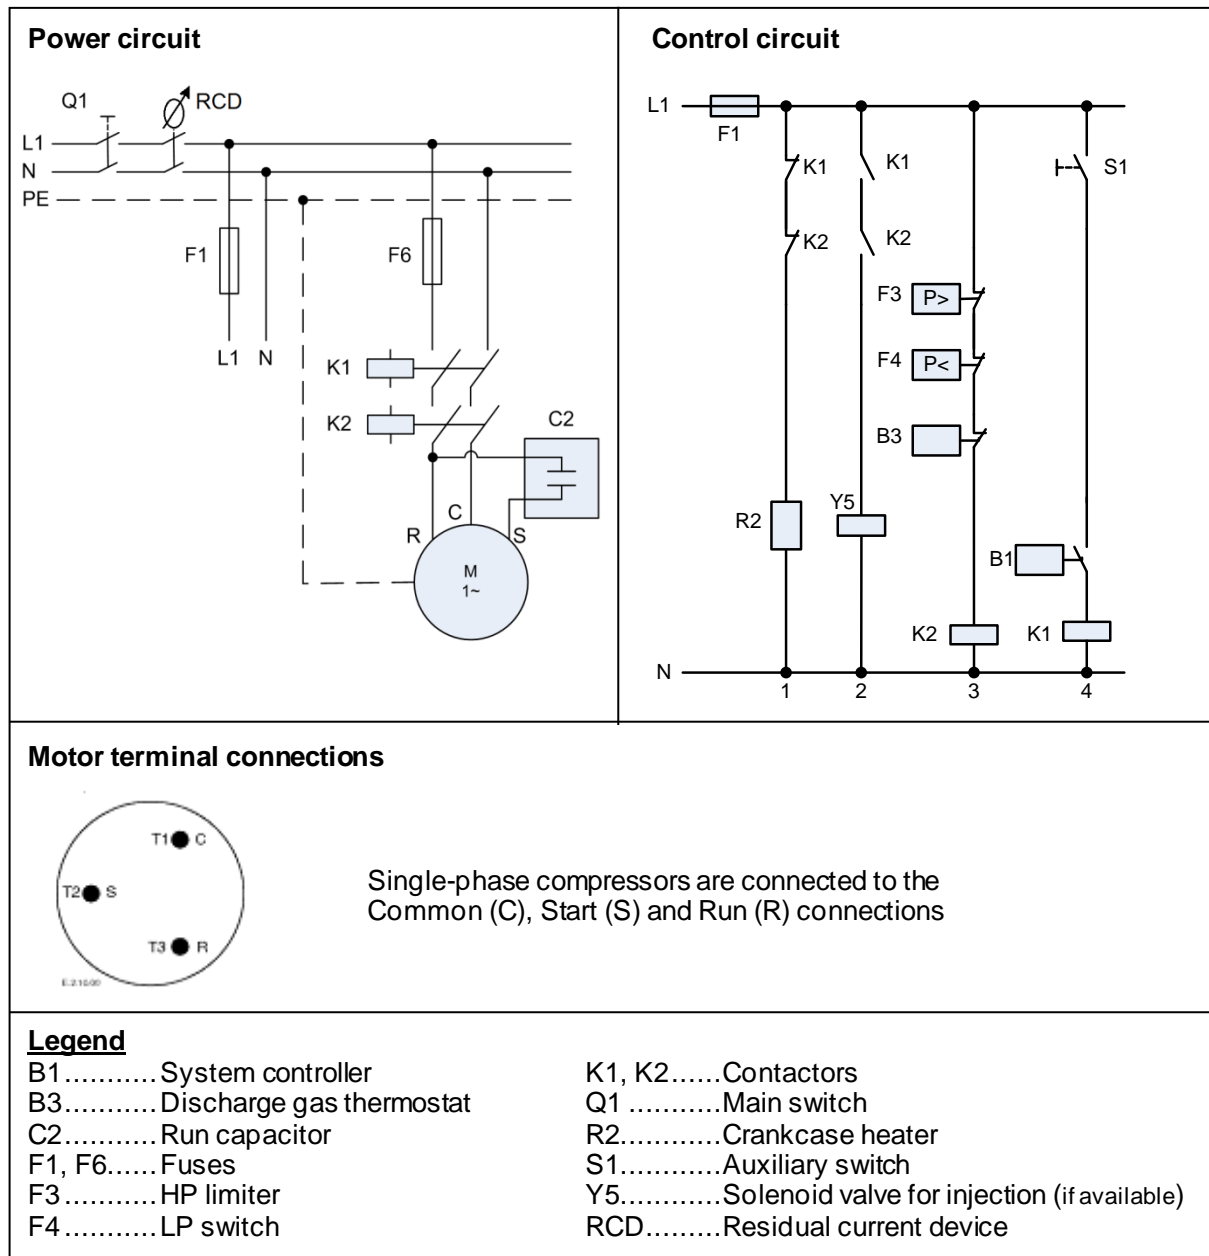 Power circuit
Q1
RCD
L1
N
PE
F1
F6
L1 N
K1
K2
C2
C
R
S
M
1~
Control circuit
L1
F1
K1
K1
S1
K2
K2
F3 P>
F4 P<
B3
Y5
R2
B1
K2
K1
N
1 2 3 4
Motor terminal connections
T1 C
T2 S
T3 R
Single-phase compressors are connected to the
Common (C), Start (S) and Run (R) connections
Legend
B1...........System controller
B3...........Discharge gas thermostat
C2...........Run capacitor
F1, F6......Fuses
F3...........HP limiter
F4...........LP switch
K1, K2......Contactors
Q1 ...........Main switch
R2...........Crankcase heater
S1...........Auxiliary switch
Y5...........Solenoid valve for injection (if available)
RCD.........Residual current device